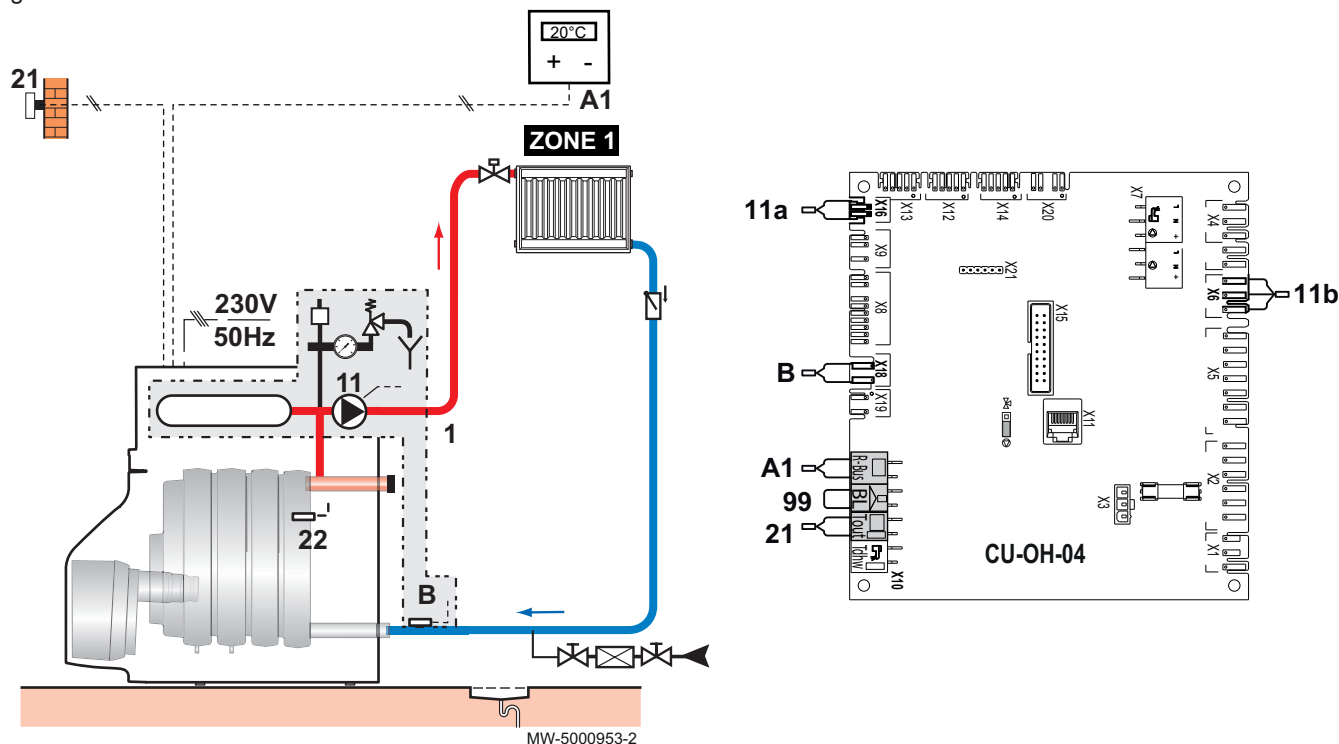 20°C
+ -
A1
21
ZONE 1
230V
50Hz
11
1
22
B
MW-5000953-2
11a
B
A1
99
21
11b
X16
X13
X12
X14
X20
X7
L
N
L
N
X4
X9
X8
X21
X6
X15
X18
X19
X5
X11
R-Bus
BL
Tout
Tdhw
X10
X2
X3
X1
CU-OH-04